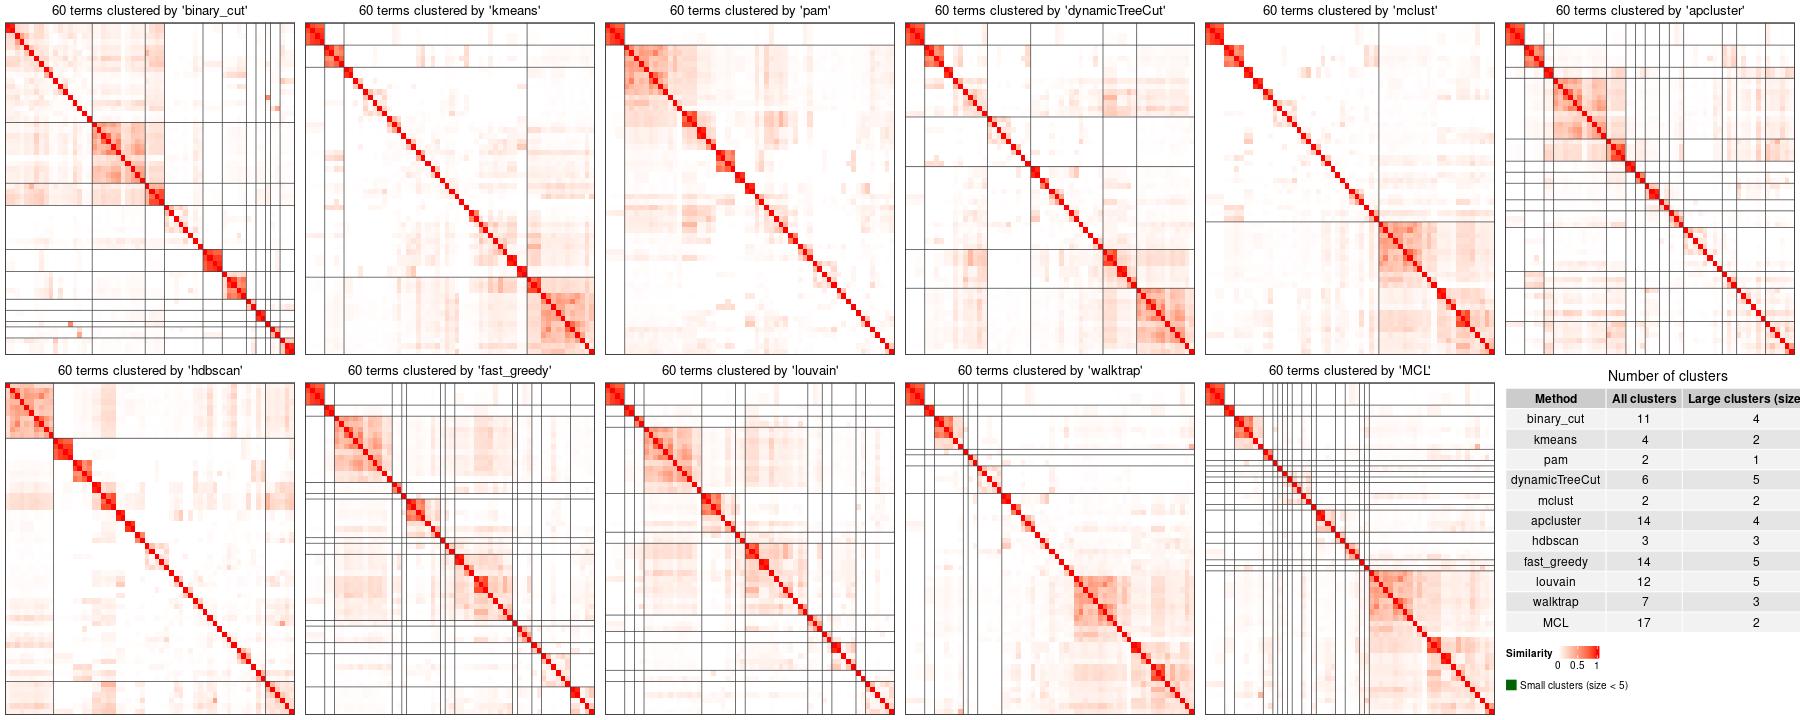 60 terms clustered by 'binary_cut'
60 terms clustered by 'kmeans'
60 terms clustered by 'pam'
60 terms clustered by 'dynamicTreeCut'
60 terms clustered by 'mclust'
60 terms clustered by 'apcluster'
60 terms clustered by 'hdbscan'
60 terms clustered by 'fast_greedy'
60 terms clustered by 'louvain'
60 terms clustered by 'walktrap'
60 terms clustered by 'MCL'
Number of clusters
Method All clusters Large clusters (size
binary_cut 11 4
kmeans 4 2
pam 2 1
dynamicTreeCut 6 5
mclust 2 2
apcluster 14 4
hdbscan 3 3
fast_greedy 14 5
louvain 12 5
walktrap 7 3
MCL 17 2
Similarity
0 0.5 1
Small clusters (size < 5)